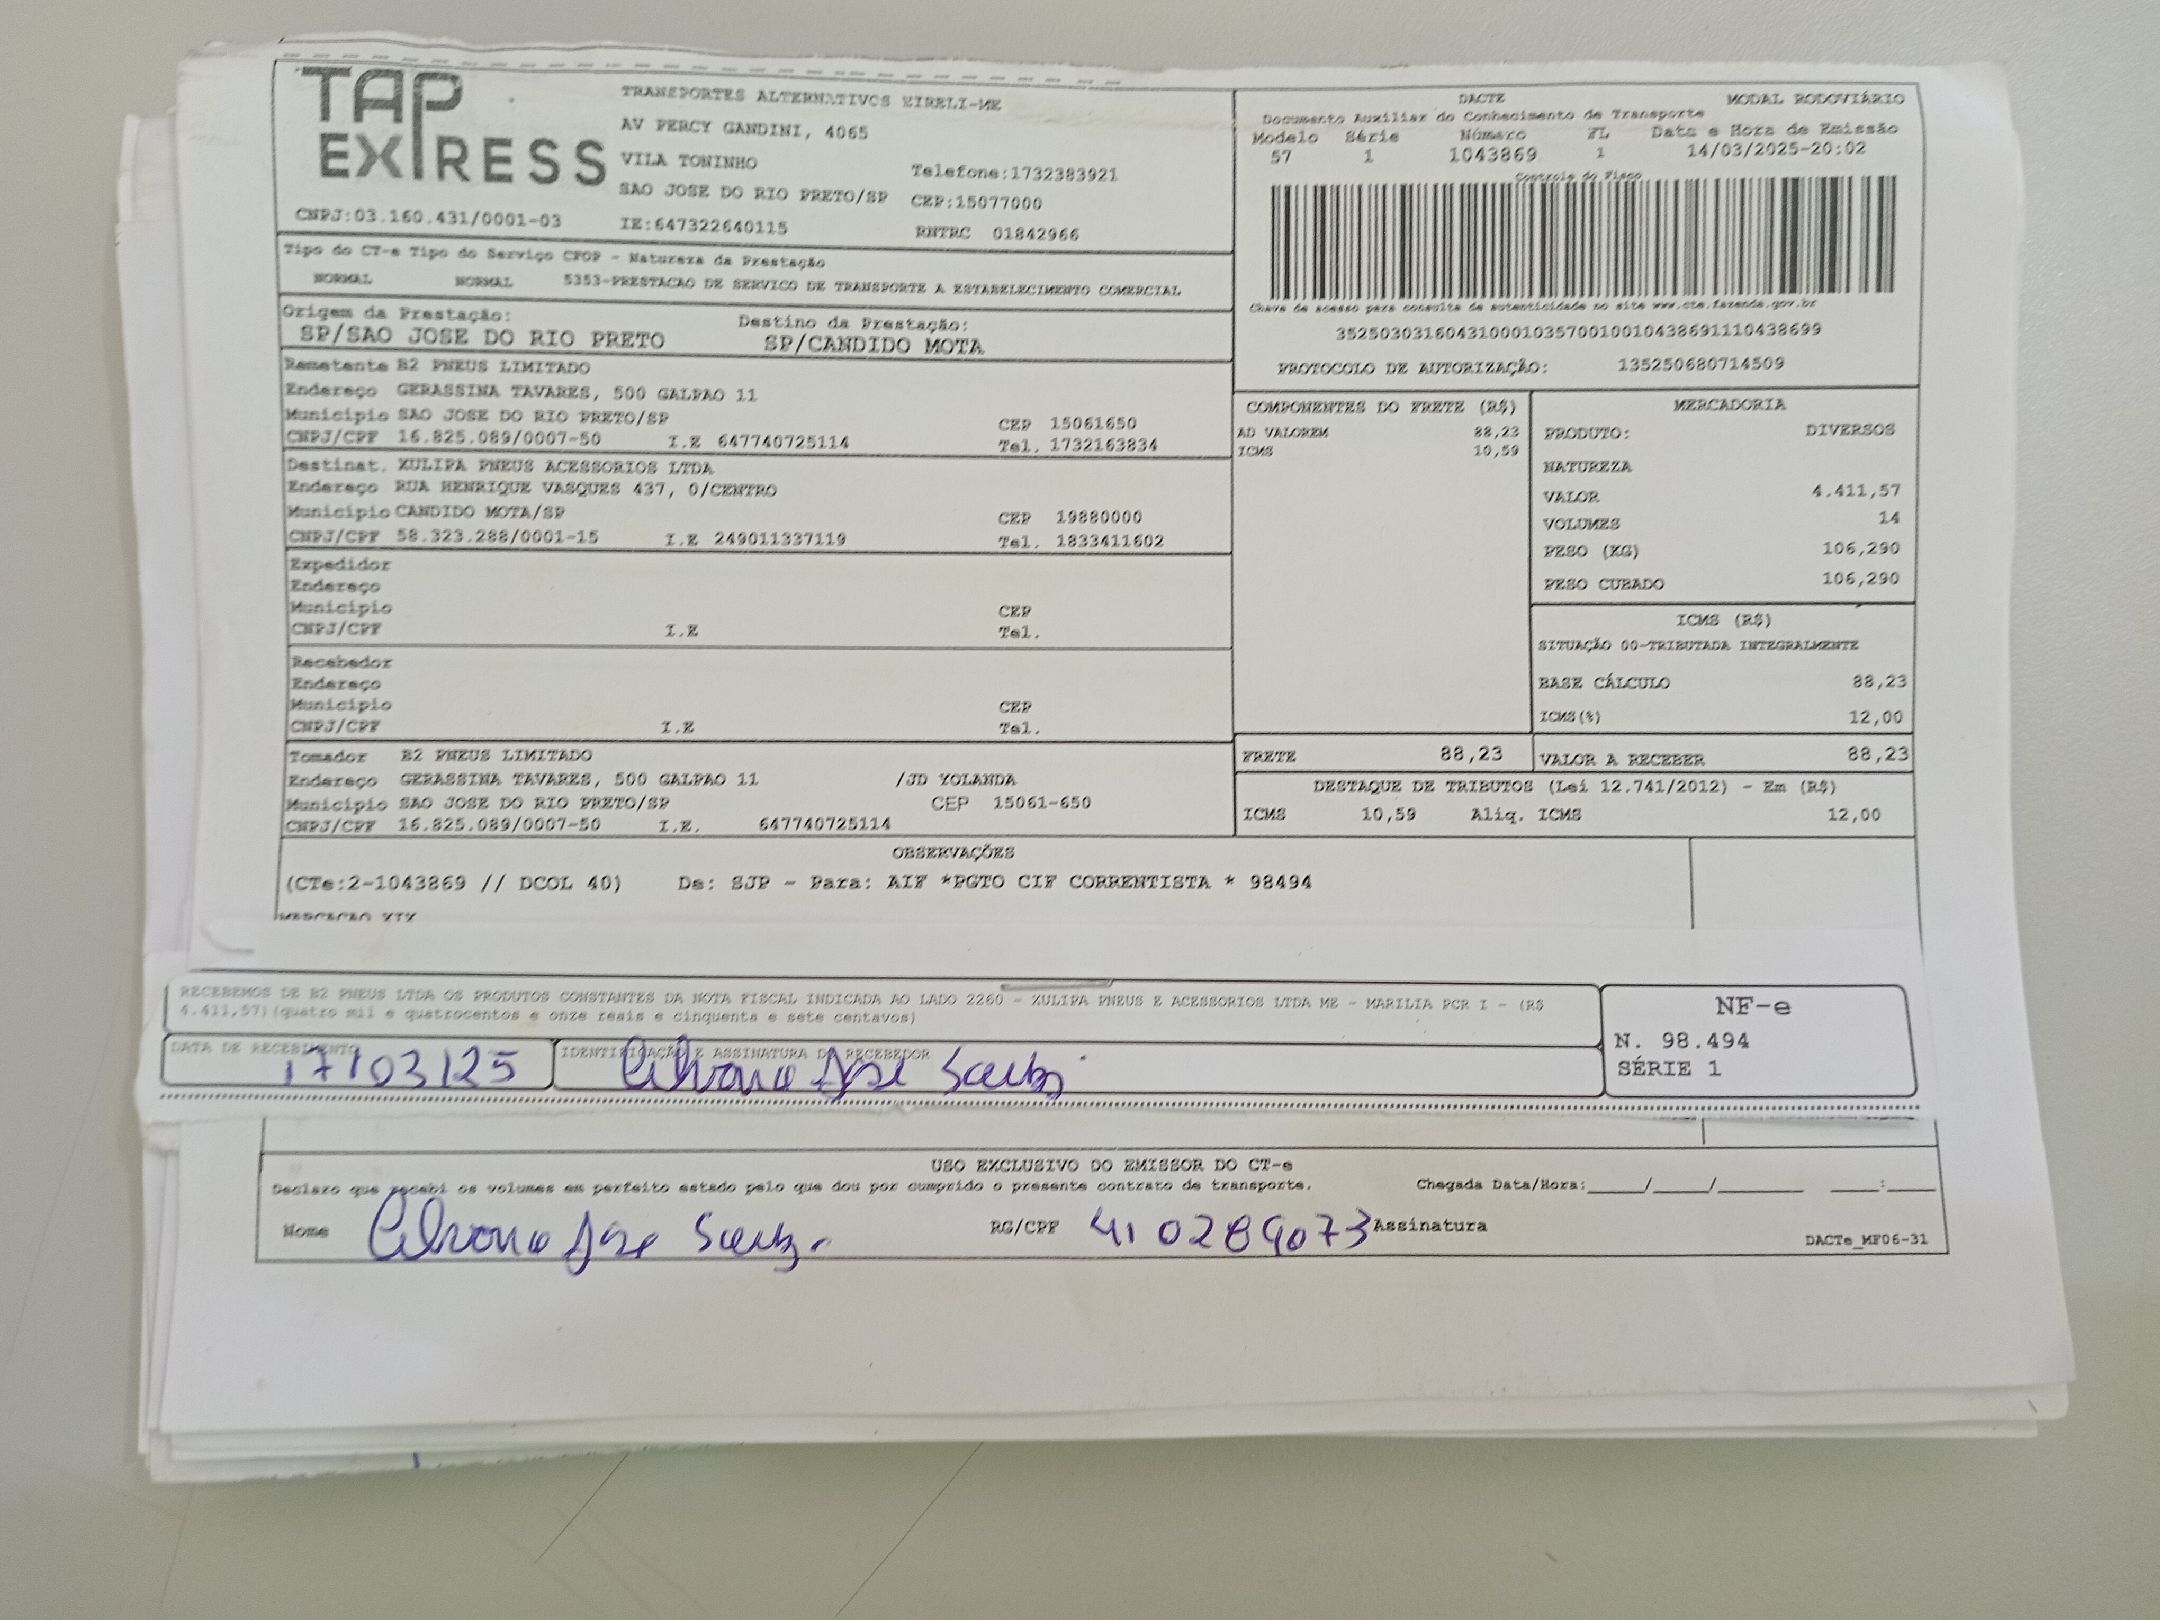 TAP EXPRESS
TRANSPORTES ALTERNATIVOS EIRELI-ME
AV PERCY GANDINI, 4065
VILA TONINHO
Telefone:1732383921
SAO JOSE DO RIO PRETO/SP CEP:15077000
CNPJ:03.160.431/0001-03 IE:647322640115 RNTRC 01842966
DACTE MODAL RODOVIÁRIO
Documento Auxiliar do Conhecimento de Transporte
Modelo Série Número FL Data e Hora de Emissão
57 1 1043869 1 14/03/2025-20:02
Controle do Fisco
Chave de acesso para consulta de autenticidade no site www.cte.fazenda.gov.br
35250303160431000103570010010438691110438699
PROTOCOLO DE AUTORIZAÇÃO: 135250680714509
Tipo do CT-e Tipo do Serviço CFOP - Natureza da Prestação
NORMAL NORMAL 5353-PRESTACAO DE SERVICO DE TRANSPORTE A ESTABELECIMENTO COMERCIAL
Origem da Prestação: Destino da Prestação:
SP/SAO JOSE DO RIO PRETO SP/CANDIDO MOTA
Remetente B2 PNEUS LIMITADO
Endereço GERASSINA TAVARES, 500 GALPAO 11
Município SAO JOSE DO RIO PRETO/SP CEP 15061650
CNPJ/CPF 16.825.089/0007-50 I.E 647740725114 Tel. 1732163834
Destinat. XULIPA PNEUS ACESSORIOS LTDA
Endereço RUA HENRIQUE VASQUES 437, 0/CENTRO
Município CANDIDO MOTA/SP CEP 19880000
CNPJ/CPF 58.323.288/0001-15 I.E 249011337119 Tel. 1833411602
Expedidor
Endereço
Município CEP
CNPJ/CPF I.E Tel.
Recebedor
Endereço
Município CEP
CNPJ/CPF I.E Tel.
Tomador B2 PNEUS LIMITADO
Endereço GERASSINA TAVARES, 500 GALPAO 11 /JD YOLANDA
Município SAO JOSE DO RIO PRETO/SP CEP 15061-650
CNPJ/CPF 16.825.089/0007-50 I.E. 647740725114
COMPONENTES DO FRETE (R$)
AD VALOREM 88,23
ICMS 10,59
MERCADORIA
PRODUTO: DIVERSOS
NATUREZA
VALOR 4.411,57
VOLUMES 14
PESO (KG) 106,290
PESO CUBADO 106,290
ICMS (R$)
SITUAÇÃO 00-TRIBUTADA INTEGRALMENTE
BASE CÁLCULO 88,23
ICMS(%) 12,00
FRETE 88,23 VALOR A RECEBER 88,23
DESTAQUE DE TRIBUTOS (Lei 12.741/2012) - Em (R$)
ICMS 10,59 Aliq. ICMS 12,00
OBSERVAÇÕES
(CTe:2-1043869 // DCOL 40) De: SJP - Para: AIF *PGTO CIF CORRENTISTA * 98494
RECEBEMOS DE B2 PNEUS LTDA OS PRODUTOS CONSTANTES DA NOTA FISCAL INDICADA AO LADO 2260 - XULIPA PNEUS E ACESSORIOS LTDA ME - MARILIA PCR I - (R$
4.411,57)(quatro mil e quatrocentos e onze reais e cinquenta e sete centavos)
DATA DE RECEBIMENTO IDENTIFICAÇÃO E ASSINATURA DO RECEBEDOR
17/03/25
NF-e
N. 98.494
SÉRIE 1
USO EXCLUSIVO DO EMISSOR DO CT-e
Declaro que recebi os volumes em perfeito estado pelo que dou por cumprido o presente contrato de transporte. Chegada Data/Hora:_____/_____/________ ____:_____
Nome RG/CPF 410289073 Assinatura
DACTe_MF06-31